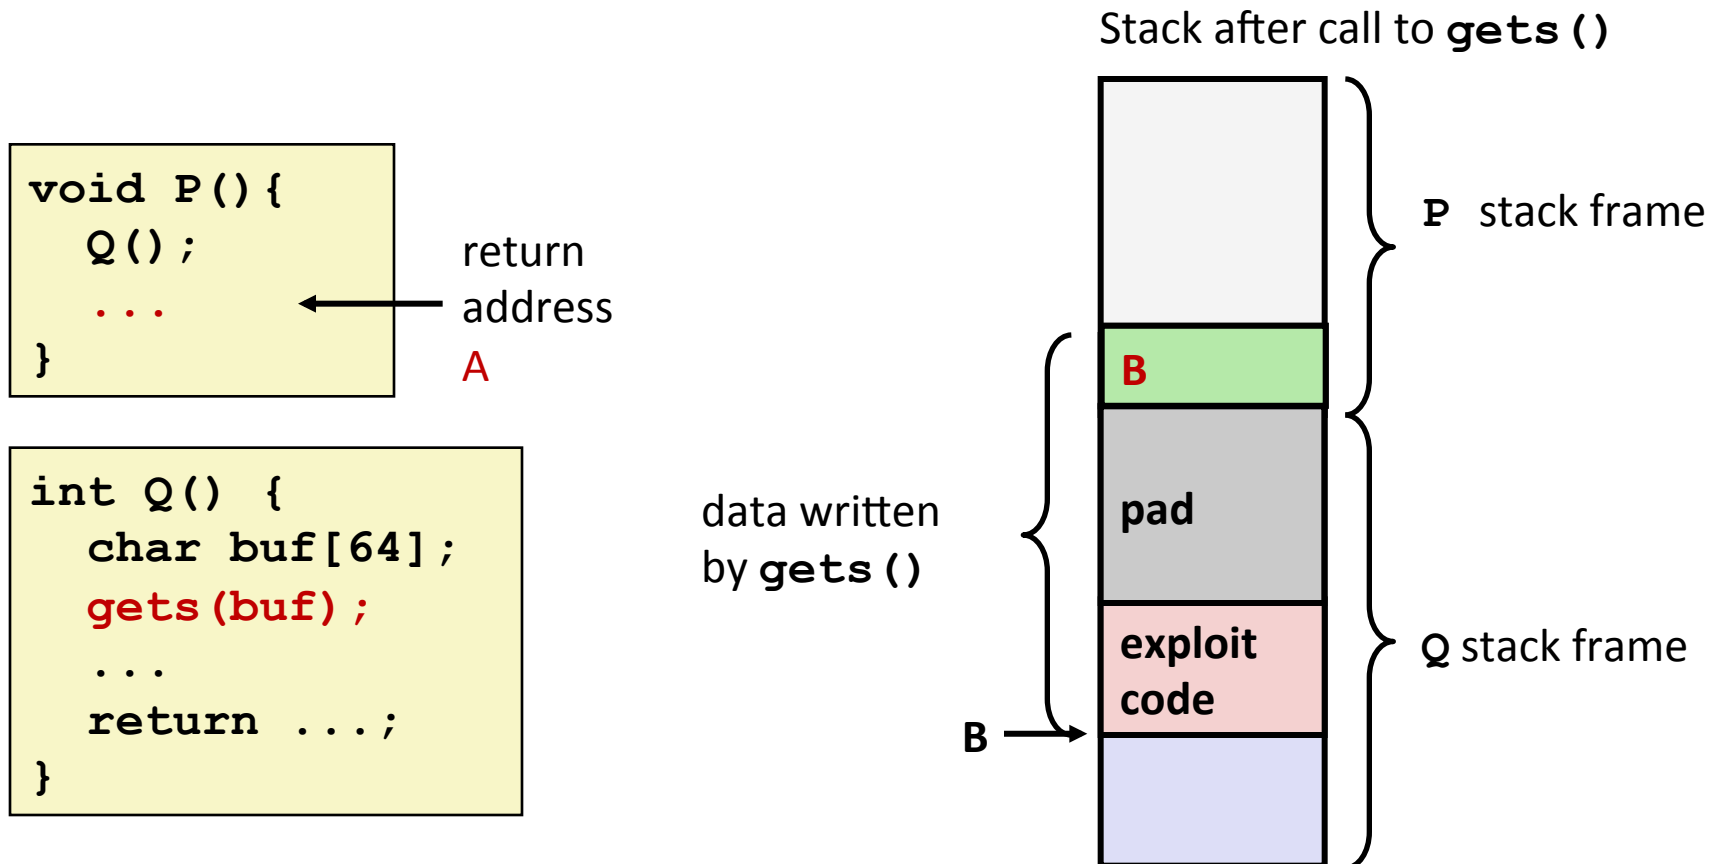 Stack after call to gets()
void P(){
Q();
...
}
return
address
A
int Q() {
char buf[64];
gets(buf);
...
return ...;
}
data written
by gets()
B
B
pad
exploit
code
P stack frame
Q stack frame